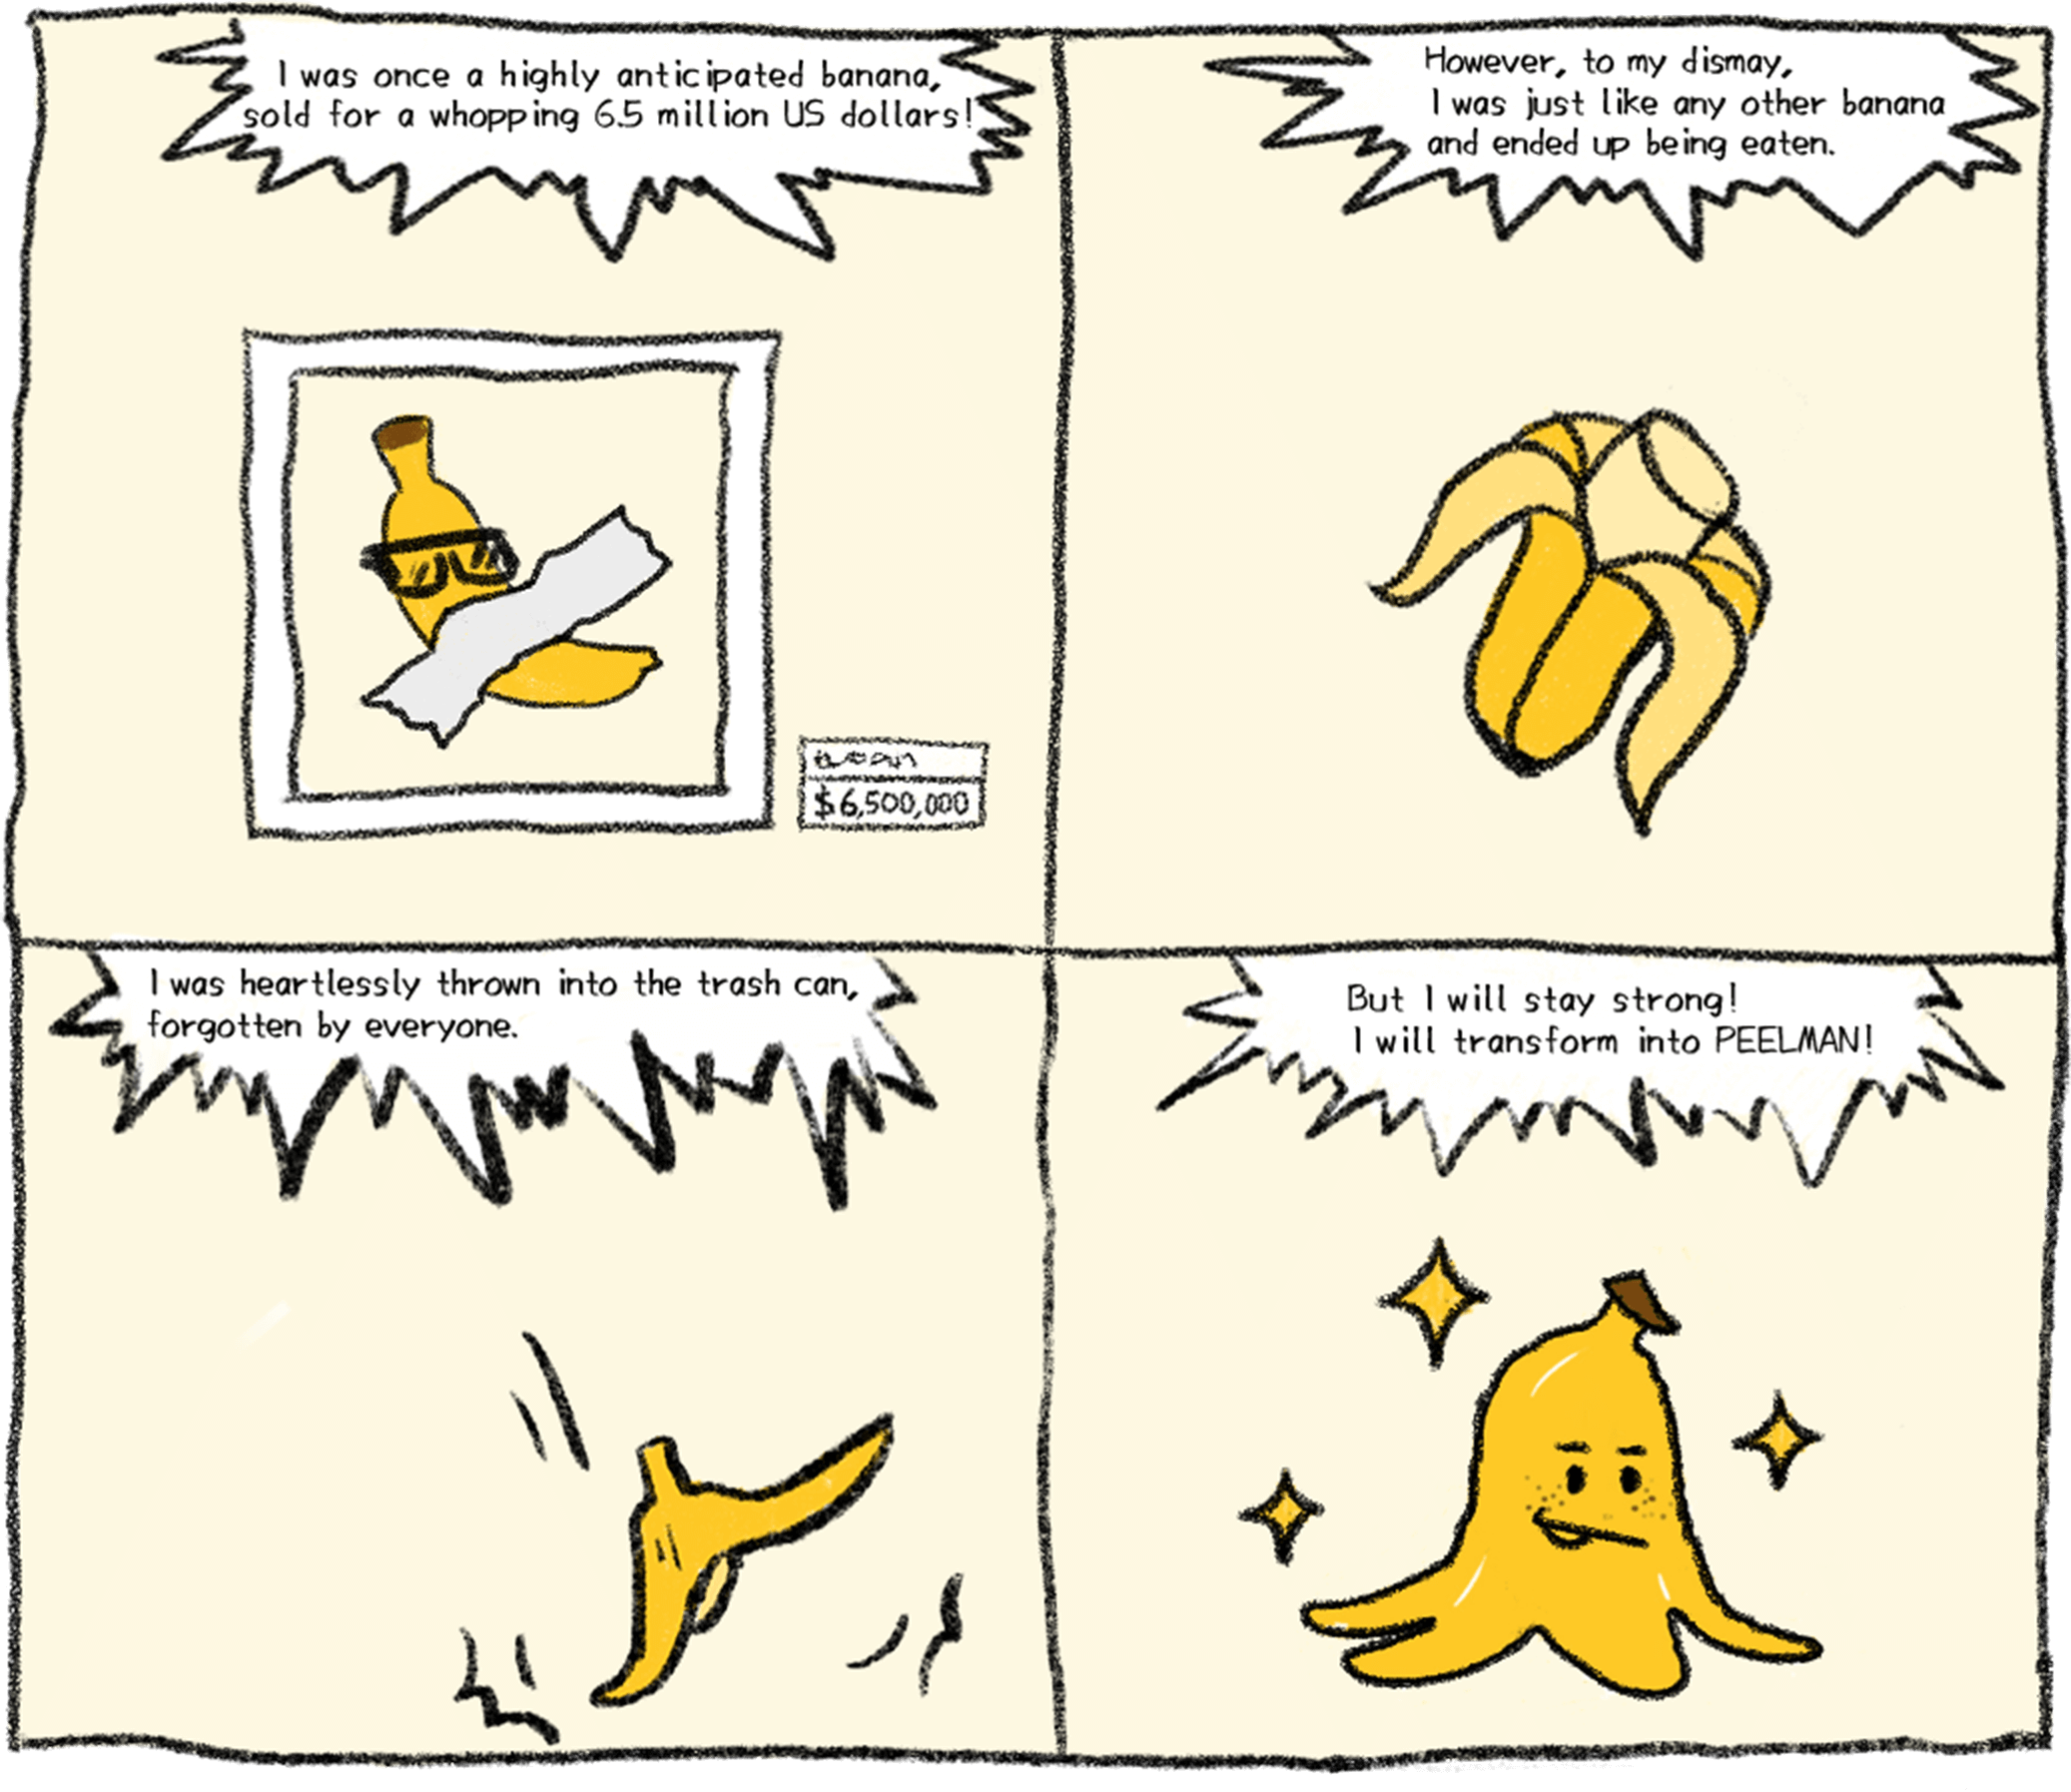 I was once a highly anticipated banana,
sold for a whopping 6.5 million US dollars!
$6,500,000
However, to my dismay,
I was just like any other banana
and ended up being eaten.
I was heartlessly thrown into the trash can,
forgotten by everyone.
But I will stay strong!
I will transform into PEELMAN!